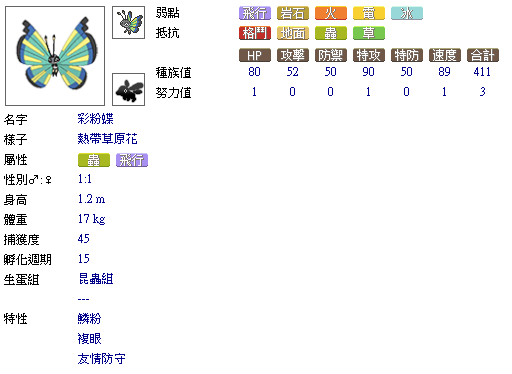 弱點 飛行 岩石 火 電 冰
抵抗 格鬥 地面 蟲 草
HP 攻擊 防禦 特攻 特防 速度 合計
種族值 80 52 50 90 50 89 411
努力值 1 0 0 1 0 1 3
名字 彩粉蝶
樣子 熱帶草原花
屬性 蟲 飛行
性別♂:♀ 1:1
身高 1.2 m
體重 17 kg
捕獲度 45
孵化週期 15
生蛋組 昆蟲組
---
特性 鱗粉
複眼
友情防守